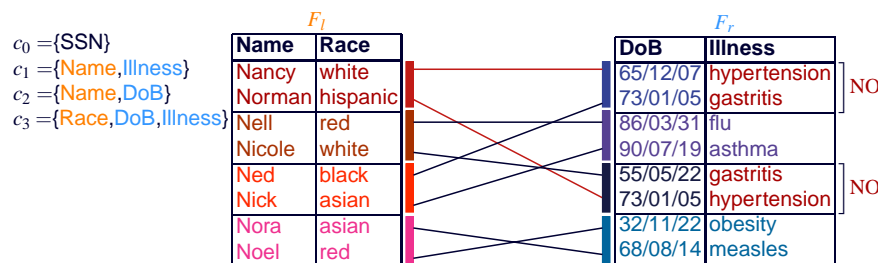 F_l
F_r
c_0 ={SSN}
c_1 ={Name,Illness}
c_2 ={Name,DoB}
c_3 ={Race,DoB,Illness}
Name Race
Nancy white
Norman hispanic
Nell red
Nicole white
Ned black
Nick asian
Nora asian
Noel red
DoB Illness
65/12/07 hypertension
73/01/05 gastritis
86/03/31 flu
90/07/19 asthma
55/05/22 gastritis
73/01/05 hypertension
32/11/22 obesity
68/08/14 measles
NO
NO